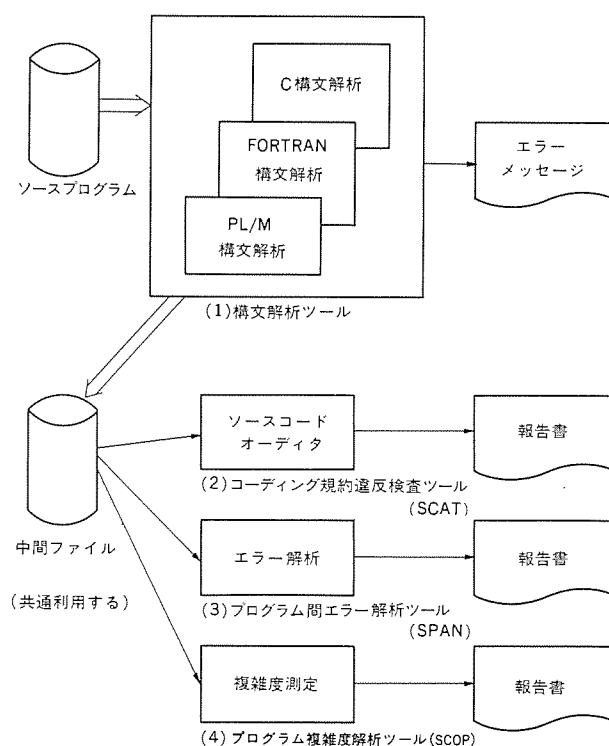 C構文解析
FORTRAN
構文解析
PL/M
構文解析
ソースプログラム
エラー
メッセージ
(1)構文解析ツール
ソースコード
オーディタ
報告書
(2)コーディング規約違反検査ツール
(SCAT)
中間ファイル
(共通利用する)
エラー解析
報告書
(3)プログラム間エラー解析ツール
(SPAN)
複雑度測定
報告書
(4)プログラム複雑度解析ツール(SCOP)